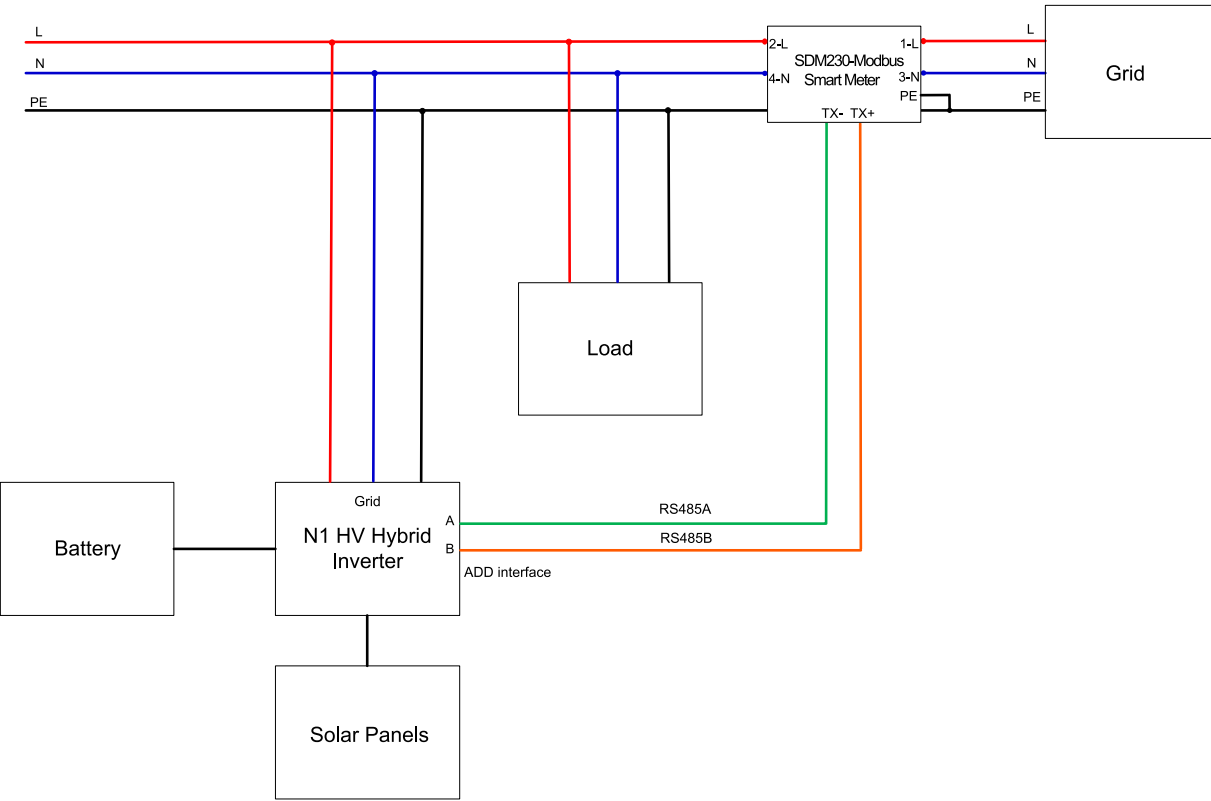 L
N
PE
2-L
4-N
SDM230-Modbus
Smart Meter
1-L
3-N
PE
TX- TX+
L
N
PE
Grid
Load
Battery
Grid
N1 HV Hybrid
Inverter
A
B
RS485A
RS485B
ADD interface
Solar Panels